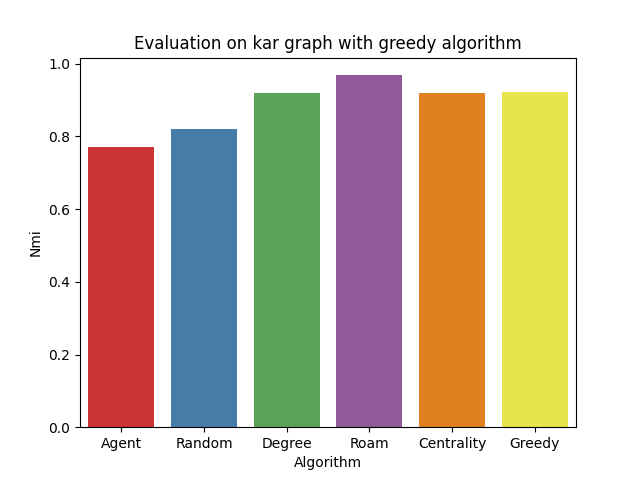 Evaluation on kar graph with greedy algorithm
1.0
0.8
0.6
0.4
0.2
0.0
Nmi
Agent Random Degree Roam Centrality Greedy
Algorithm